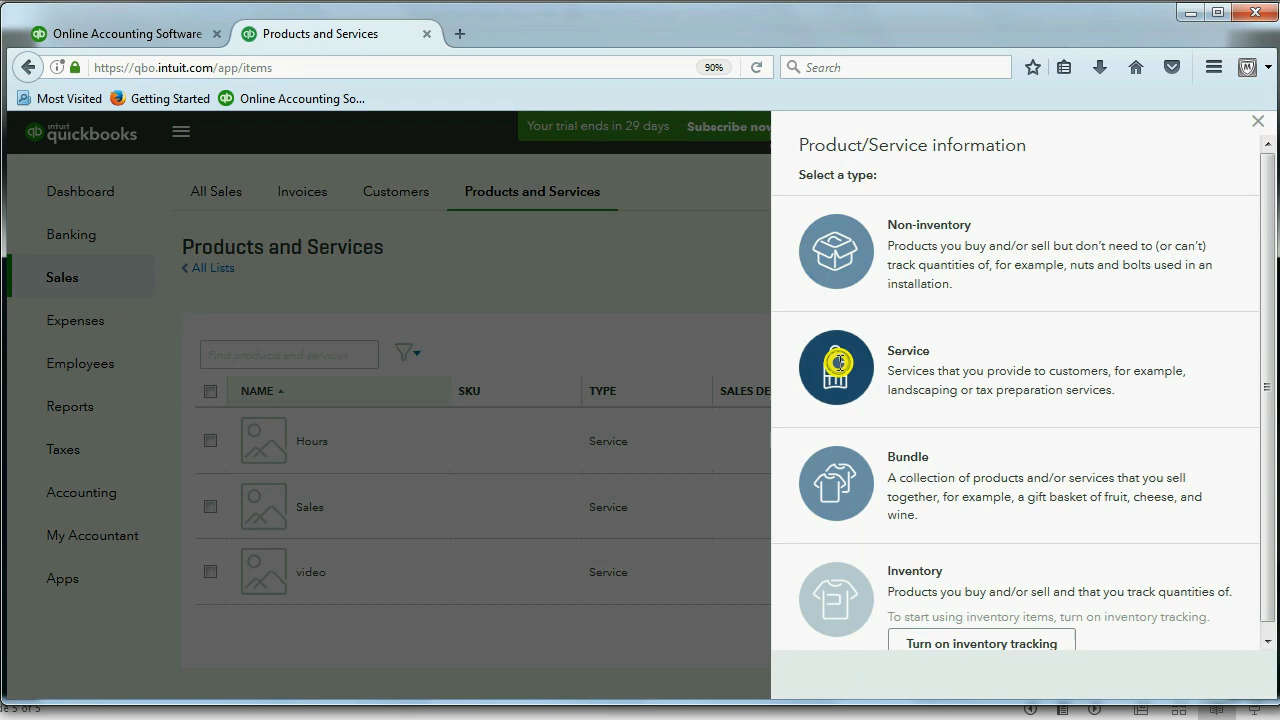 Online Accounting Software
Products and Services
https://qbo.intuit.com/app/items
90%
Search
Most Visited
Getting Started
Online Accounting So...
intuit
quickbooks
Your trial ends in 29 days
Subscribe now
Dashboard
Banking
Sales
Expenses
Employees
Reports
Taxes
Accounting
My Accountant
Apps
All Sales
Invoices
Customers
Products and Services
Products and Services
All Lists
Find products and services
NAME
SKU
TYPE
SALES DE
Hours
Service
Sales
Service
video
Service
Product/Service information
Select a type:
Non-inventory
Products you buy and/or sell but don't need to (or can't)
track quantities of, for example, nuts and bolts used in an
installation.
Service
Services that you provide to customers, for example,
landscaping or tax preparation services.
Bundle
A collection of products and/or services that you sell
together, for example, a gift basket of fruit, cheese, and
wine.
Inventory
Products you buy and/or sell and that you track quantities of.
To start using inventory items, turn on inventory tracking.
Turn on inventory tracking
de 5 of 5